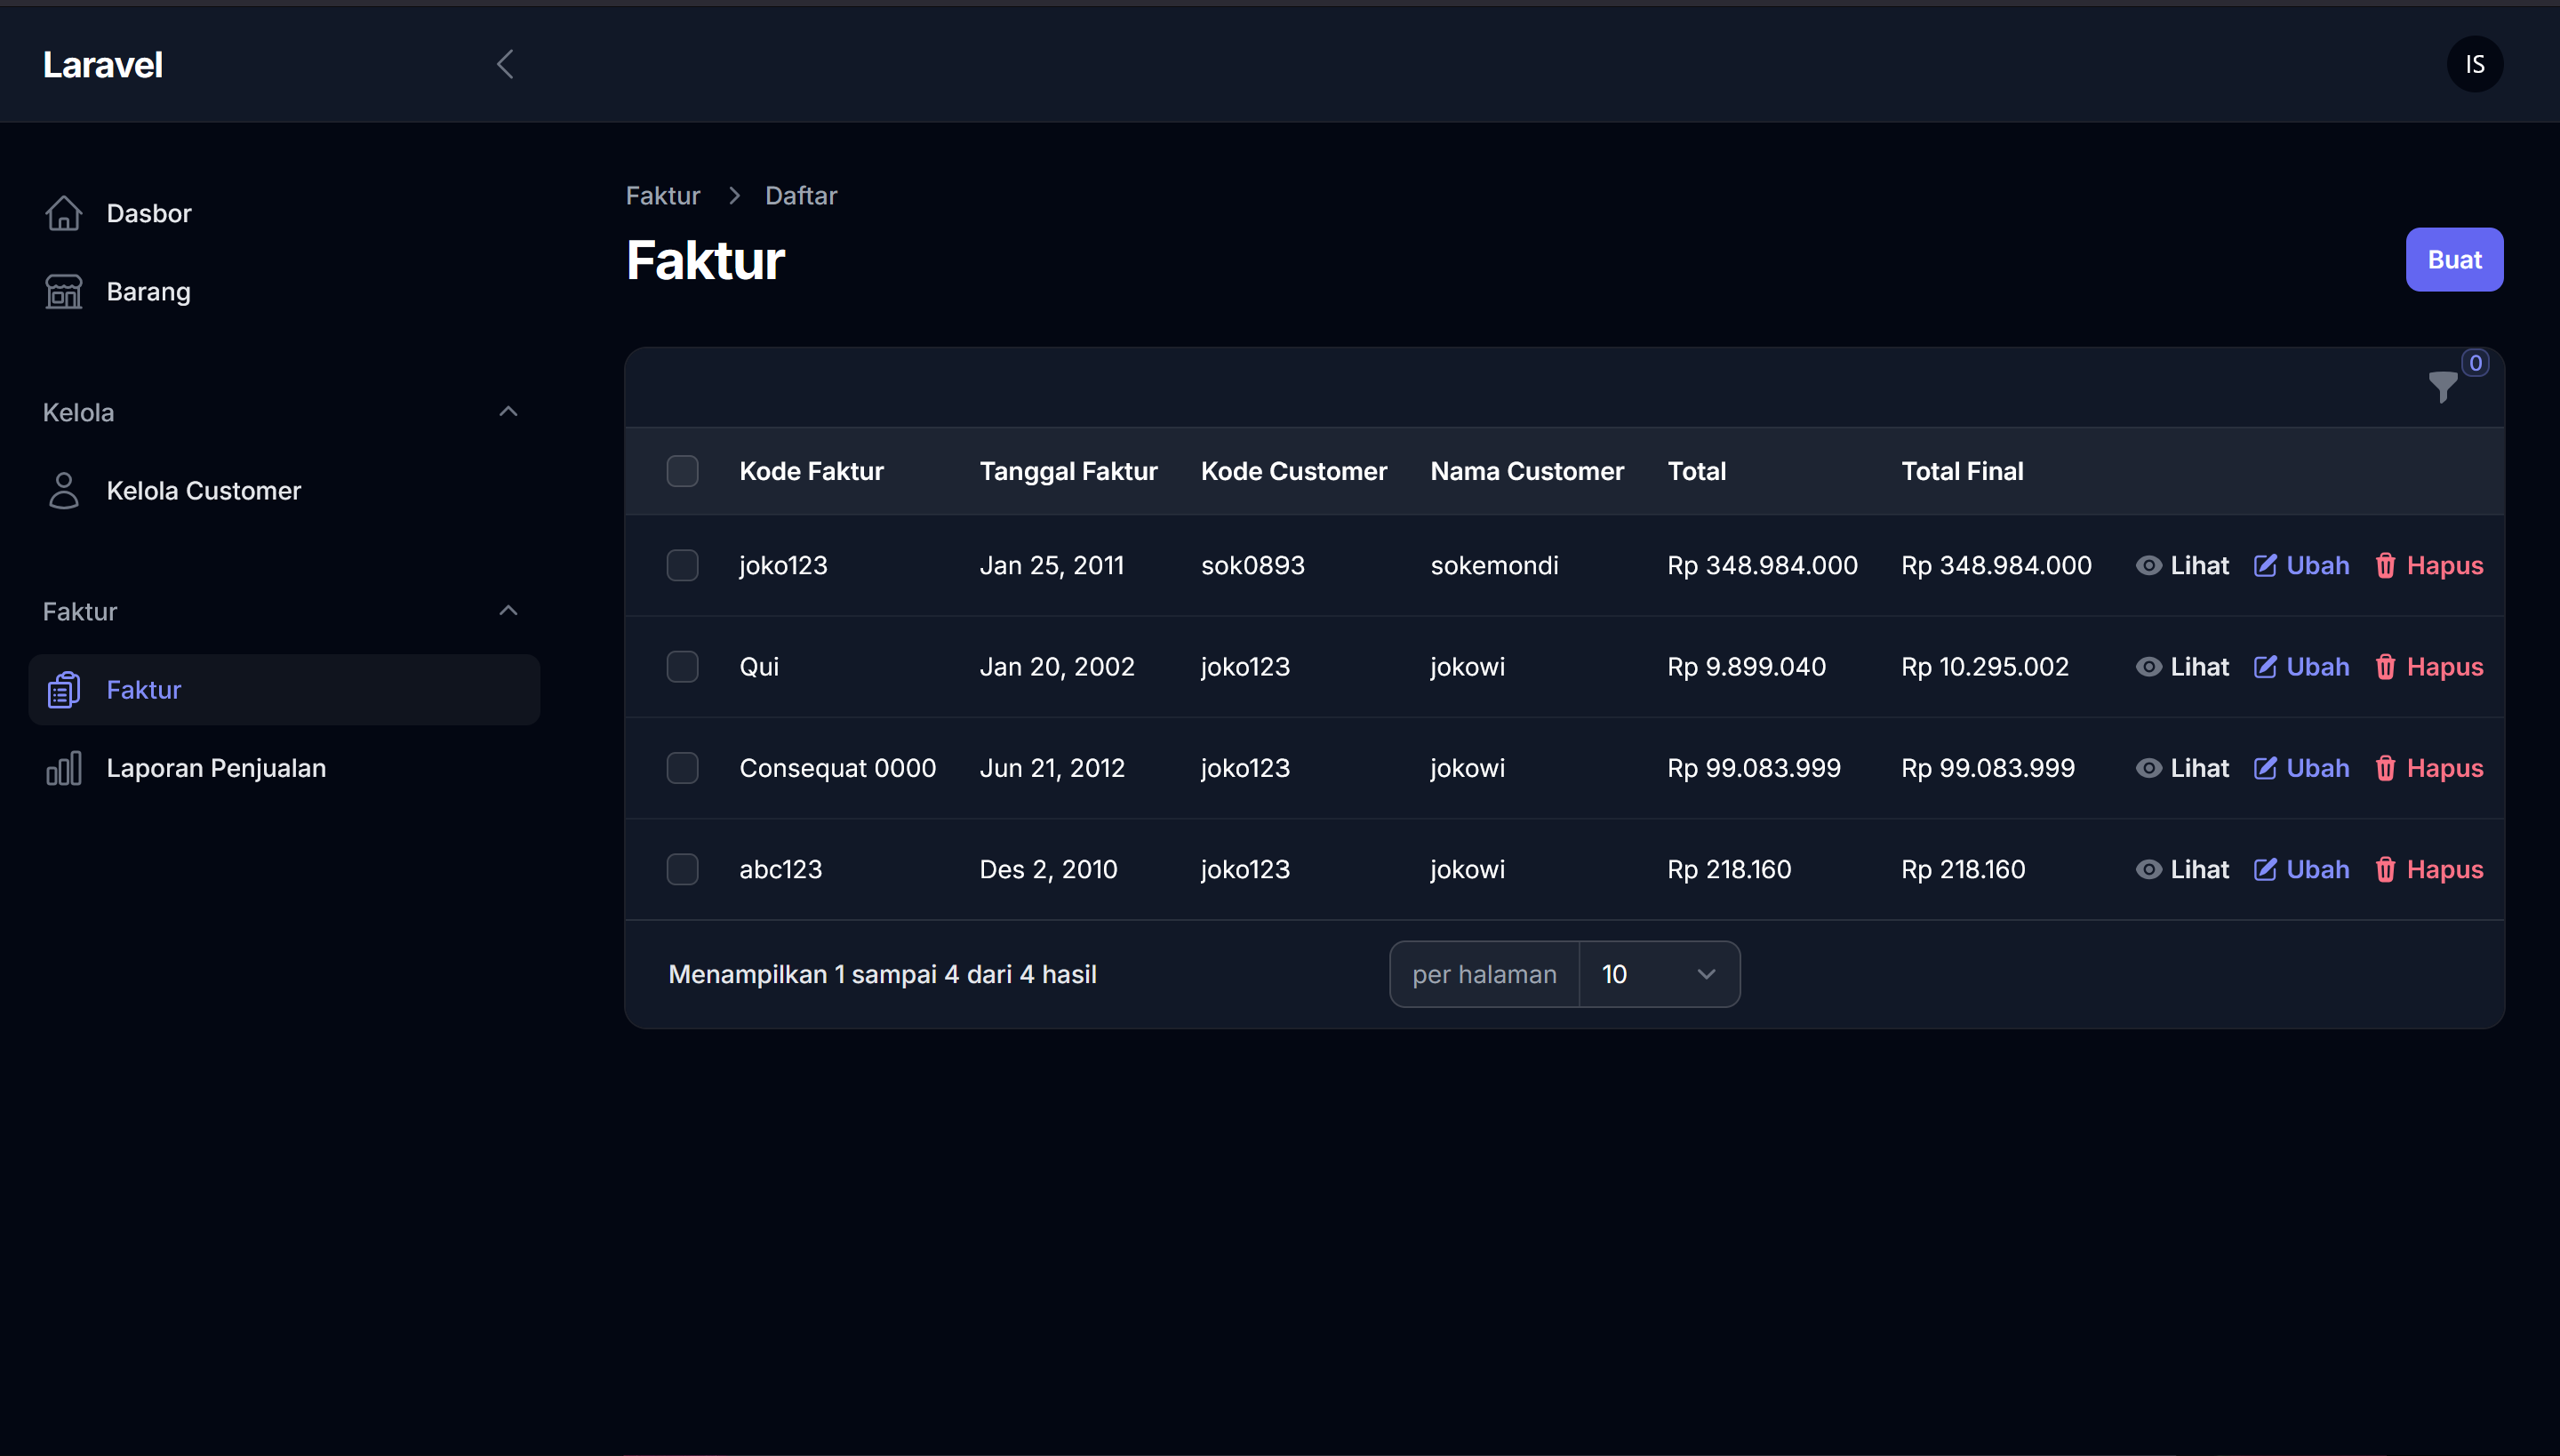 Laravel
IS
Dasbor
Barang
Kelola
Kelola Customer
Faktur
Faktur
Laporan Penjualan
Faktur > Daftar
Faktur
Buat
0
Kode Faktur Tanggal Faktur Kode Customer Nama Customer Total Total Final
joko123 Jan 25, 2011 sok0893 sokemondi Rp 348.984.000 Rp 348.984.000 Lihat Ubah Hapus
Qui Jan 20, 2002 joko123 jokowi Rp 9.899.040 Rp 10.295.002 Lihat Ubah Hapus
Consequat 0000 Jun 21, 2012 joko123 jokowi Rp 99.083.999 Rp 99.083.999 Lihat Ubah Hapus
abc123 Des 2, 2010 joko123 jokowi Rp 218.160 Rp 218.160 Lihat Ubah Hapus
Menampilkan 1 sampai 4 dari 4 hasil
per halaman 10